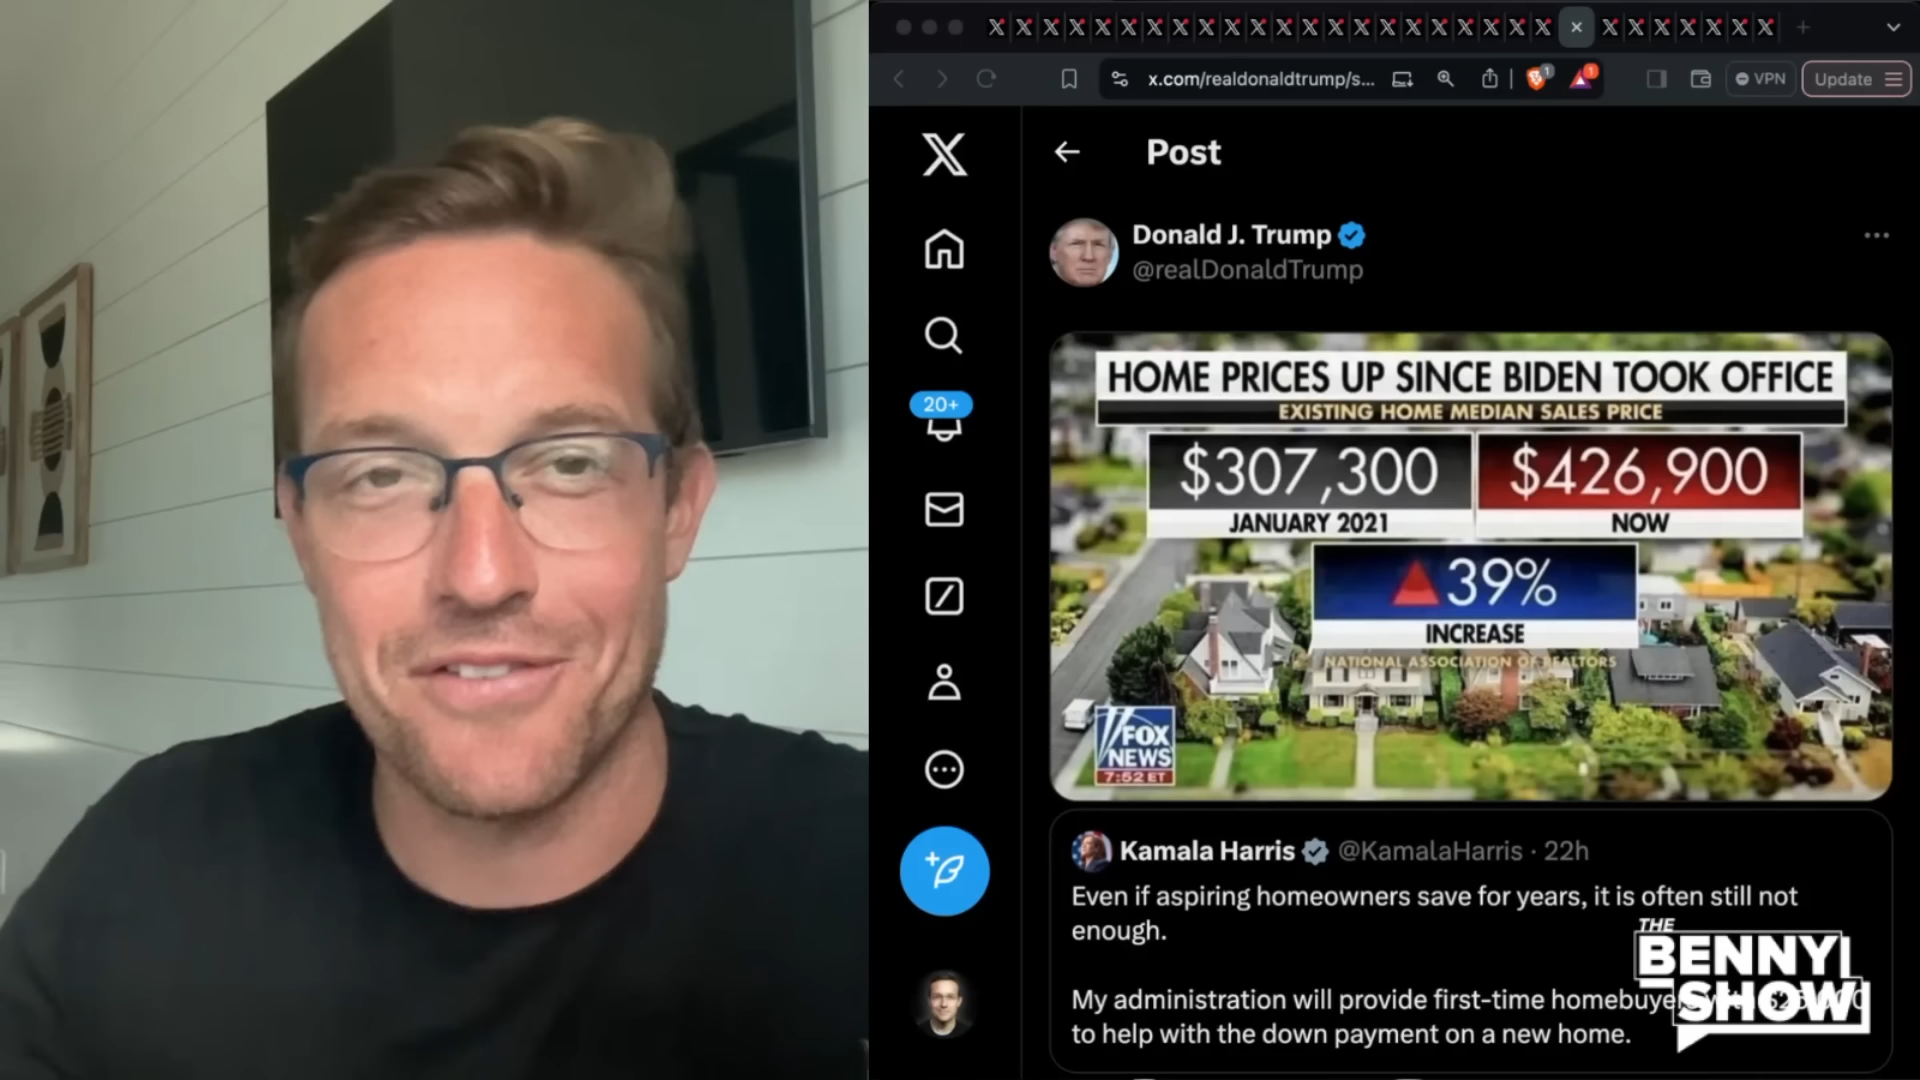 x.com/realdonaldtrump/s...
1
1
VPN
Update
Post
Donald J. Trump
@realDonaldTrump
20+
HOME PRICES UP SINCE BIDEN TOOK OFFICE
EXISTING HOME MEDIAN SALES PRICE
$307,300
JANUARY 2021
$426,900
NOW
39%
INCREASE
NATIONAL ASSOCIATION OF REALTORS
FOX
NEWS
7:52 ET
Kamala Harris @KamalaHarris · 22h
Even if aspiring homeowners save for years, it is often still not
enough.
My administration will provide first-time homebuyers
to help with the down payment on a new home.
THE
BENNY
SHOW